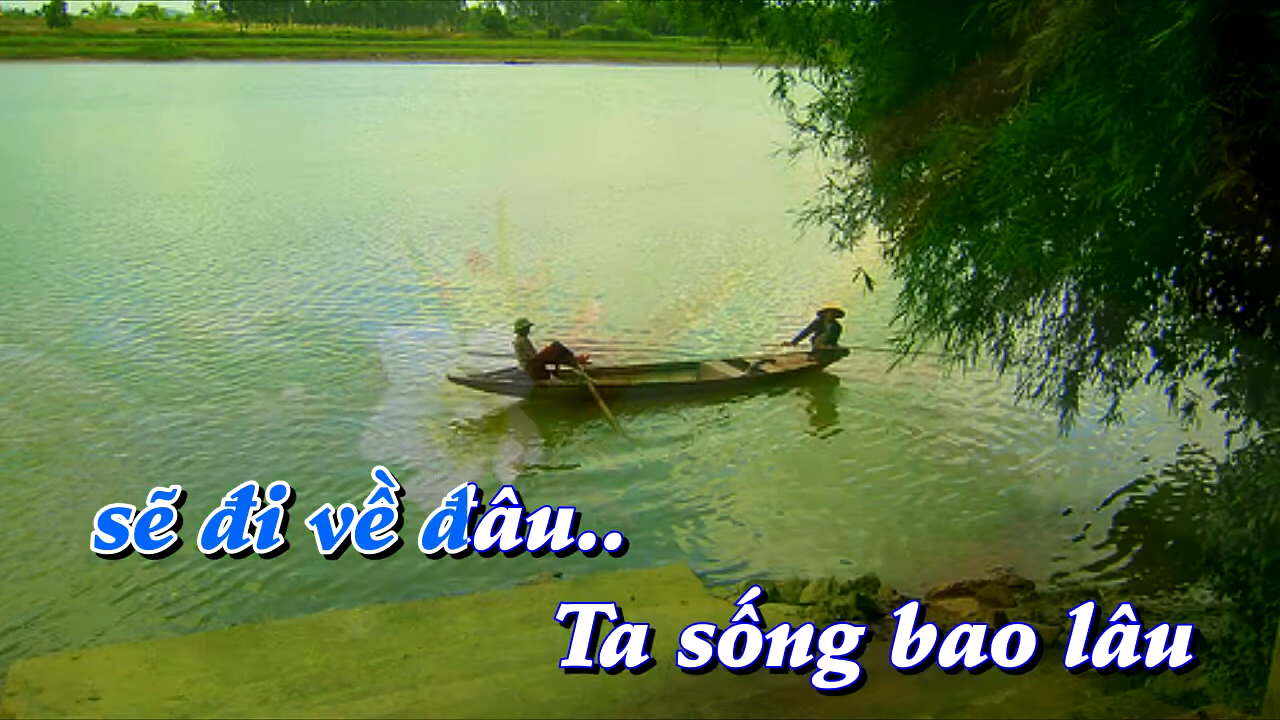 sẽ đi về đâu..
Ta sống bao lâu